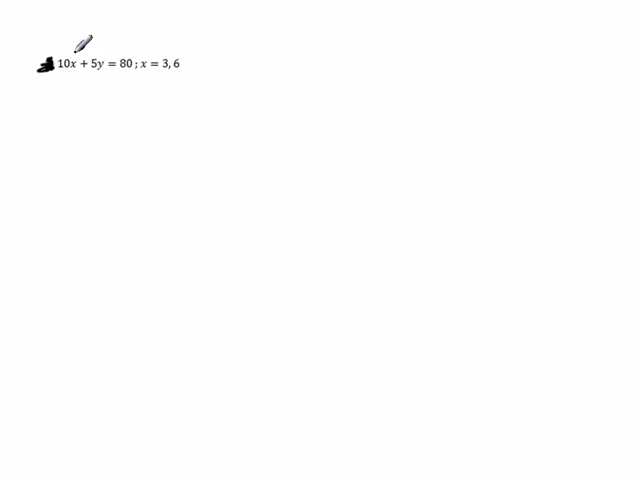 10x + 5y = 80 ; x = 3, 6